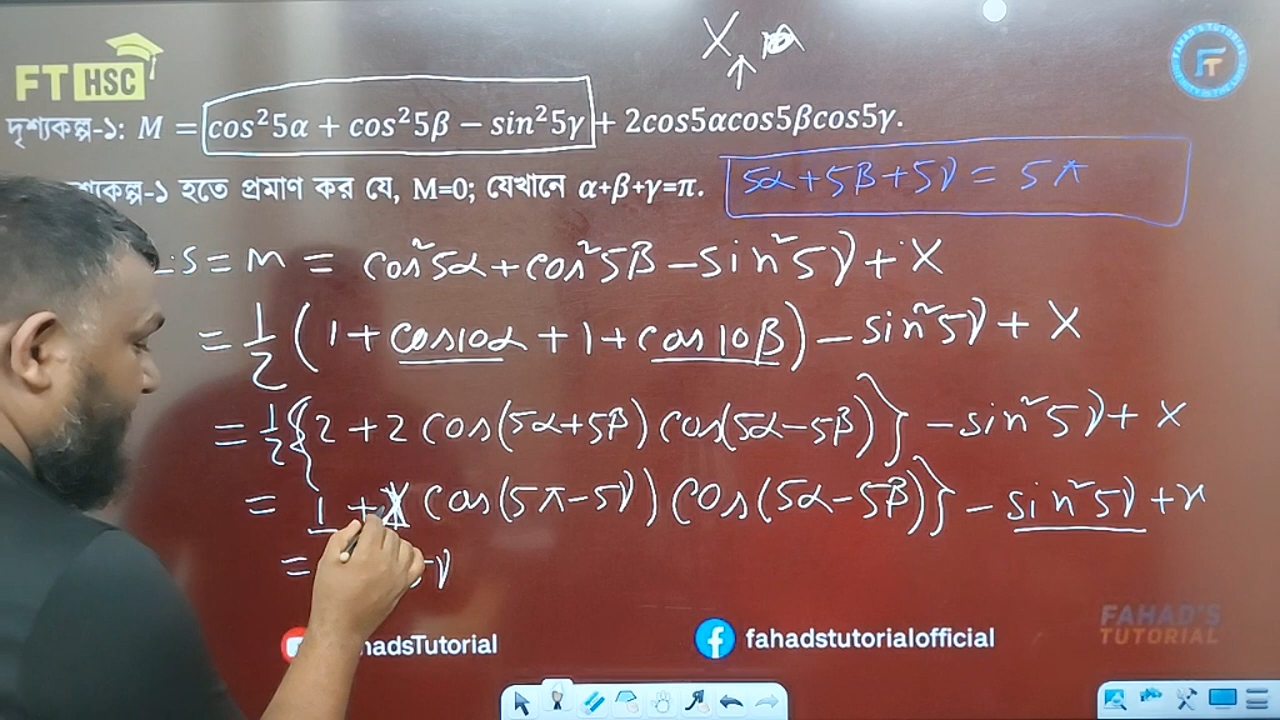 X
FT HSC
দৃশ্যকল্প-১: M = cos²5α + cos²5β − sin²5γ + 2cos5αcos5βcos5γ.
শ্যকল্প-১ হতে প্রমাণ কর যে, M=0; যেখানে α+β+γ=π.
5α+5β+5γ = 5π
.S = M = cos²5α + cos²5β − sin²5γ + X
= 1/2 (1 + cos10α + 1 + cos10β) − sin²5γ + X
= 1/2 {2 + 2 cos(5α+5β) cos(5α−5β)} − sin²5γ + X
= 1 + cos(5π−5γ) cos(5α−5β)} − sin²5γ + x
=
FAHAD'S TUTORIAL
hadsTutorial
fahadstutorialofficial